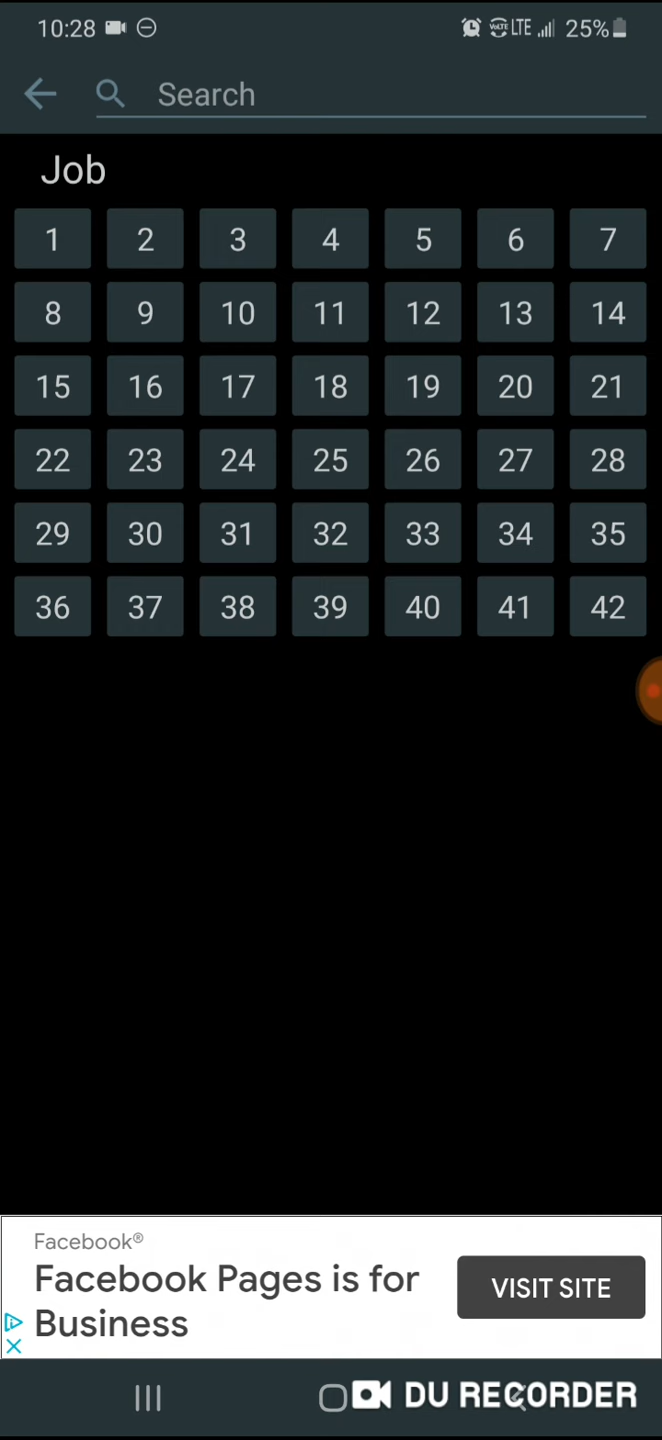 10:28 LTE 25%
Search
Job
1 2 3 4 5 6 7
8 9 10 11 12 13 14
15 16 17 18 19 20 21
22 23 24 25 26 27 28
29 30 31 32 33 34 35
36 37 38 39 40 41 42
Facebook®
Facebook Pages is for
Business
VISIT SITE
DU RECORDER